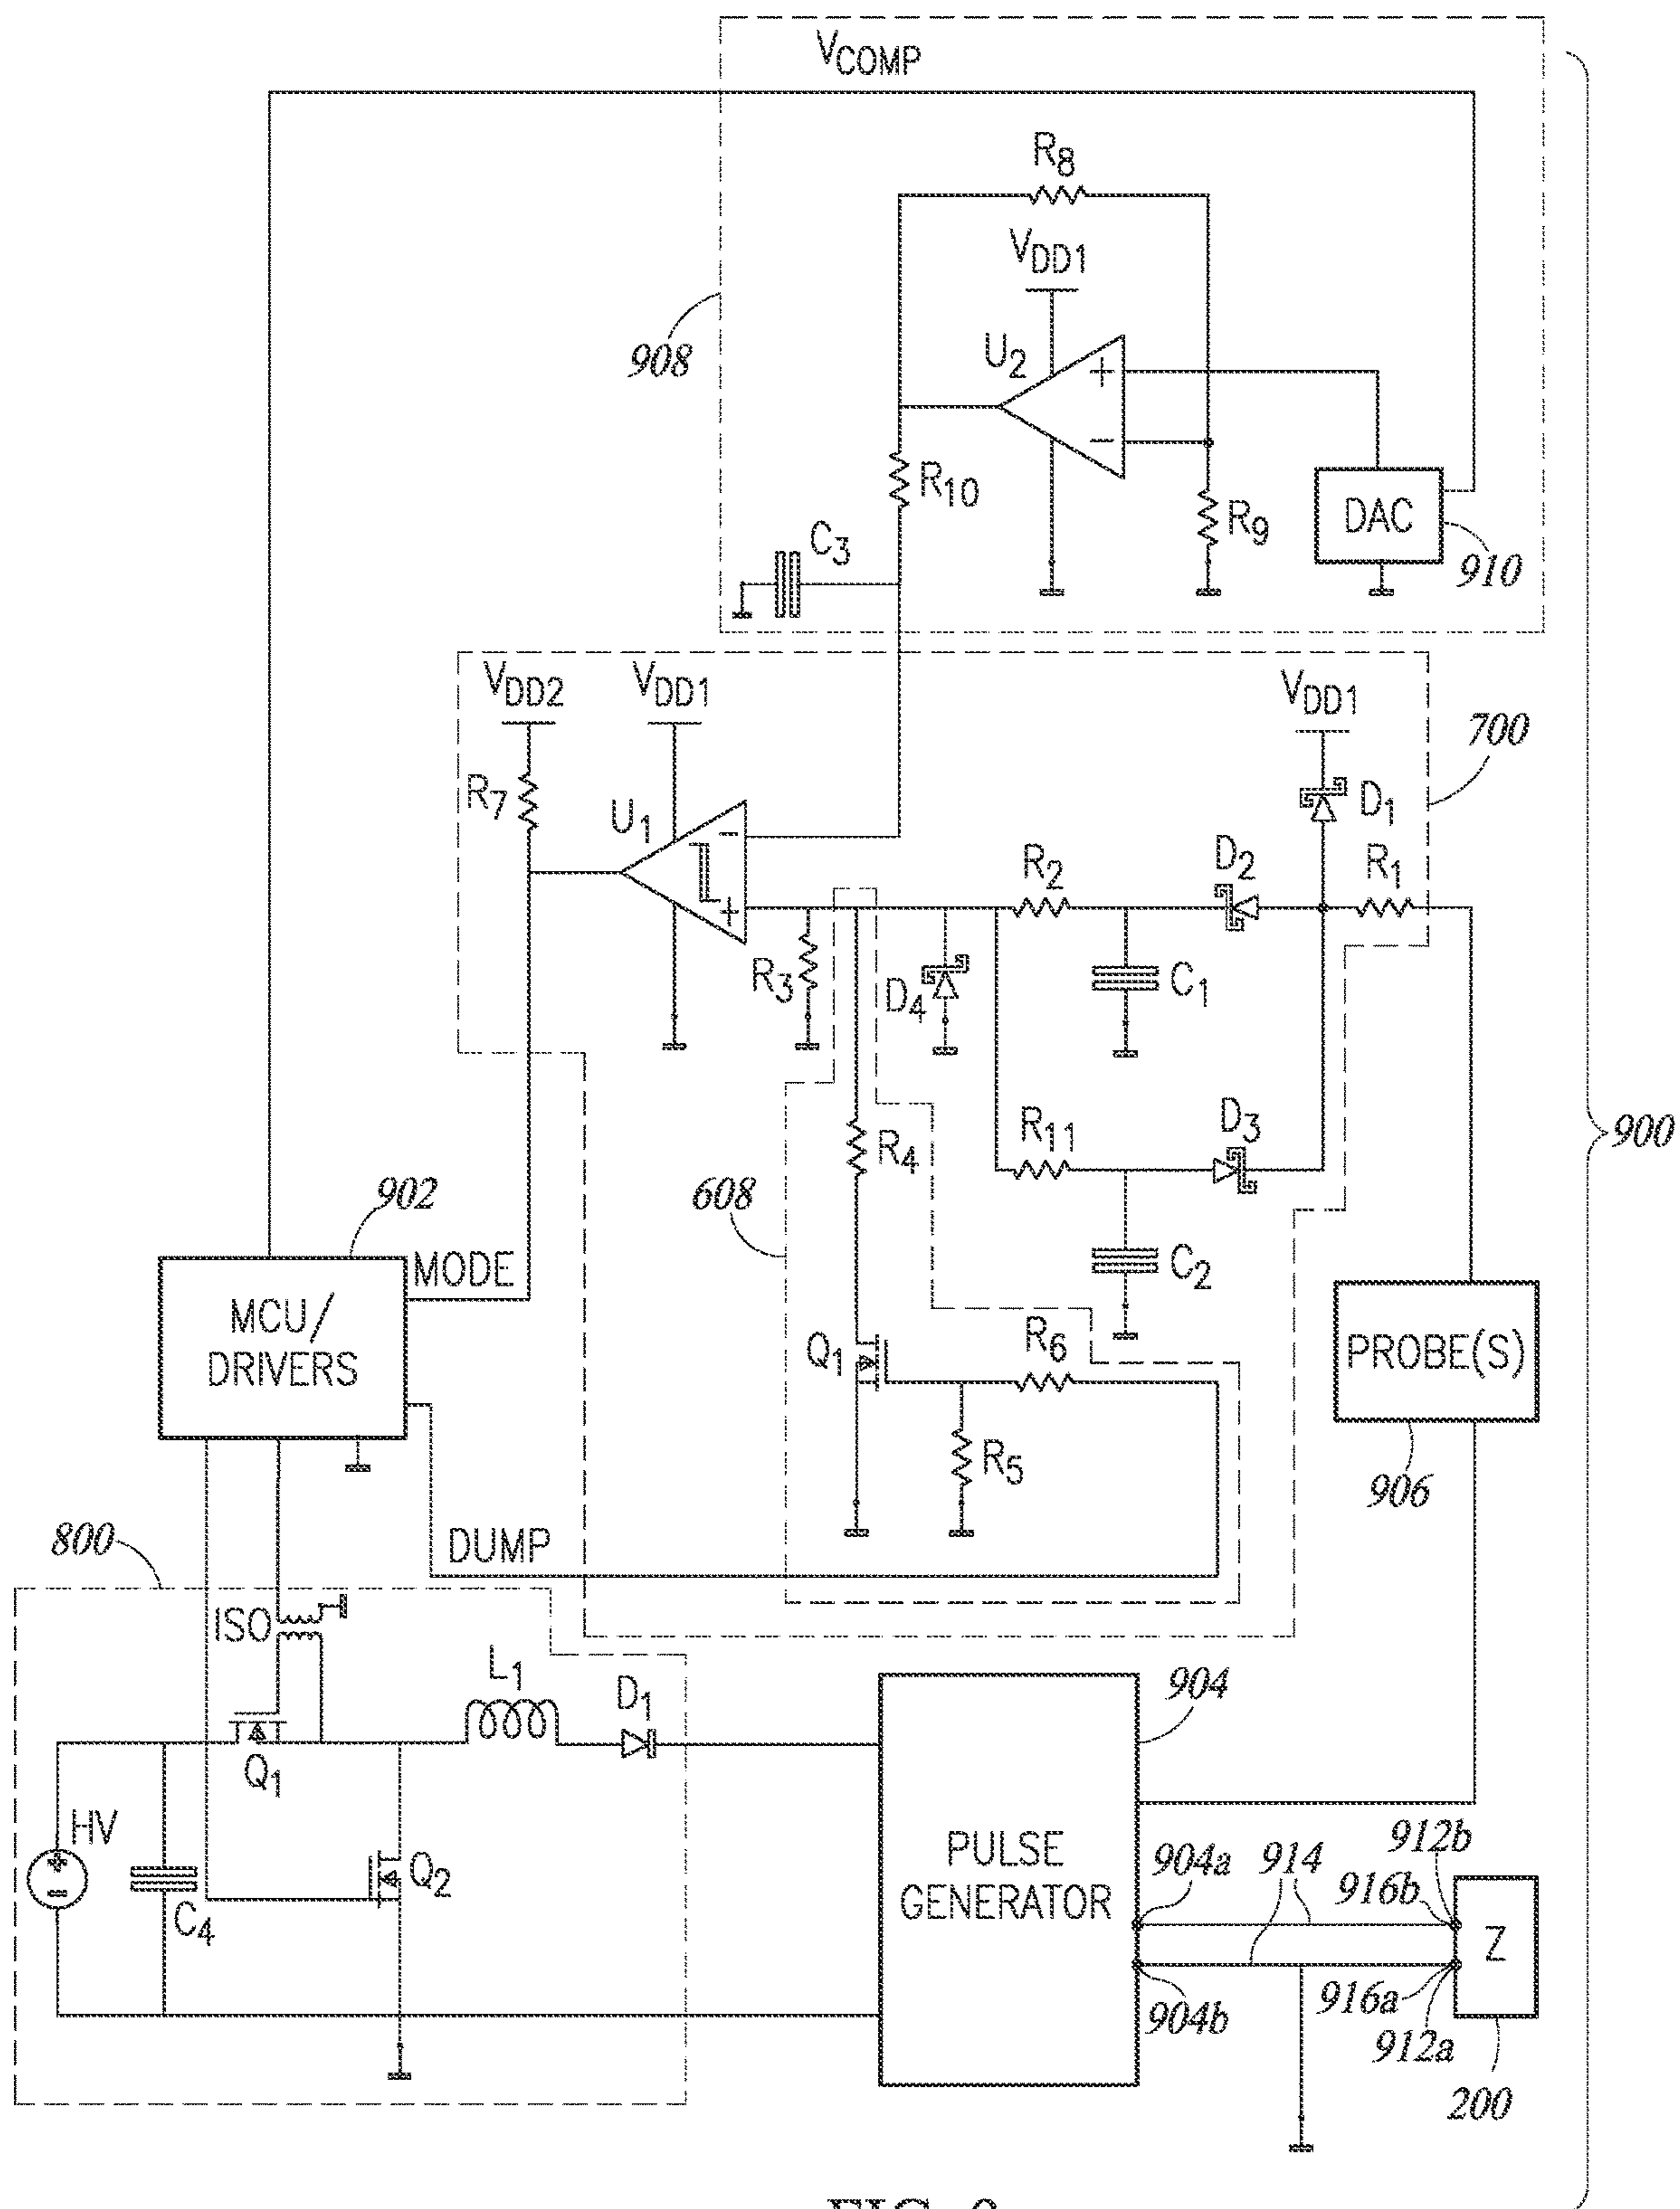 VCOMP
R8
VDD1
U2
+
−
908
R10
R9
DAC
910
C3
VDD2
VDD1
VDD1
700
R7
U1
−
+
D1
R2
D2
R1
R3
D4
C1
900
R11
D3
R4
608
902
MODE
C2
MCU/
DRIVERS
Q1
R6
PROBE(S)
R5
906
DUMP
800
ISO
L1
D1
904
Q1
HV
+
−
C4
Q2
PULSE
GENERATOR
904a
914
912b
916b
Z
904b
916a
912a
200